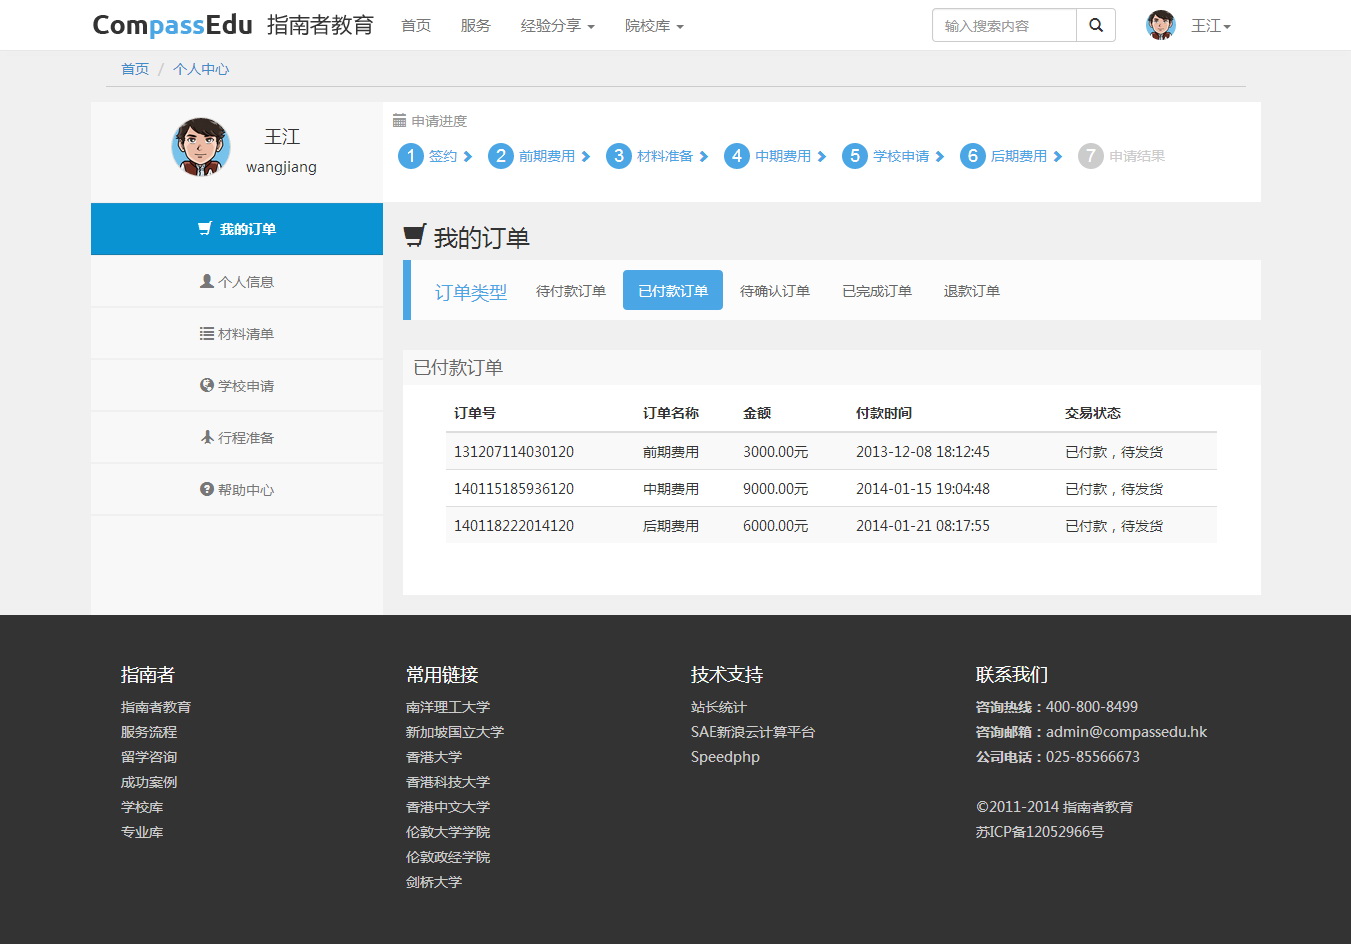 CompassEdu 指南者教育 首页 服务 经验分享 院校库 输入搜索内容 王江
首页 / 个人中心
王江
wangjiang
申请进度
1 签约 2 前期费用 3 材料准备 4 中期费用 5 学校申请 6 后期费用 7 申请结果
我的订单
个人信息
材料清单
学校申请
行程准备
帮助中心
我的订单
订单类型 待付款订单 已付款订单 待确认订单 已完成订单 退款订单
已付款订单
订单号 订单名称 金额 付款时间 交易状态
131207114030120 前期费用 3000.00元 2013-12-08 18:12:45 已付款，待发货
140115185936120 中期费用 9000.00元 2014-01-15 19:04:48 已付款，待发货
140118222014120 后期费用 6000.00元 2014-01-21 08:17:55 已付款，待发货
指南者
指南者教育
服务流程
留学咨询
成功案例
学校库
专业库
常用链接
南洋理工大学
新加坡国立大学
香港大学
香港科技大学
香港中文大学
伦敦大学学院
伦敦政经学院
剑桥大学
技术支持
站长统计
SAE新浪云计算平台
Speedphp
联系我们
咨询热线：400-800-8499
咨询邮箱：admin@compassedu.hk
公司电话：025-85566673
©2011-2014 指南者教育
苏ICP备12052966号